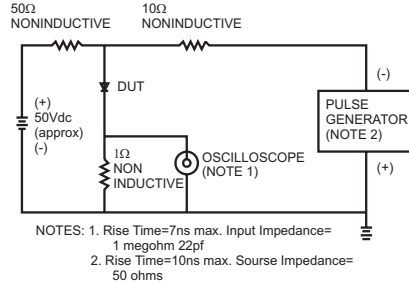 50Ω
NONINDUCTIVE
10Ω
NONINDUCTIVE
(+)
50Vdc
(approx)
(-)
DUT
1Ω
NON
INDUCTIVE
OSCILLOSCOPE
(NOTE 1)
(-)
PULSE
GENERATOR
(NOTE 2)
(+)
NOTES: 1. Rise Time=7ns max. Input Impedance=
1 megohm 22pf
2. Rise Time=10ns max. Sourse Impedance=
50 ohms